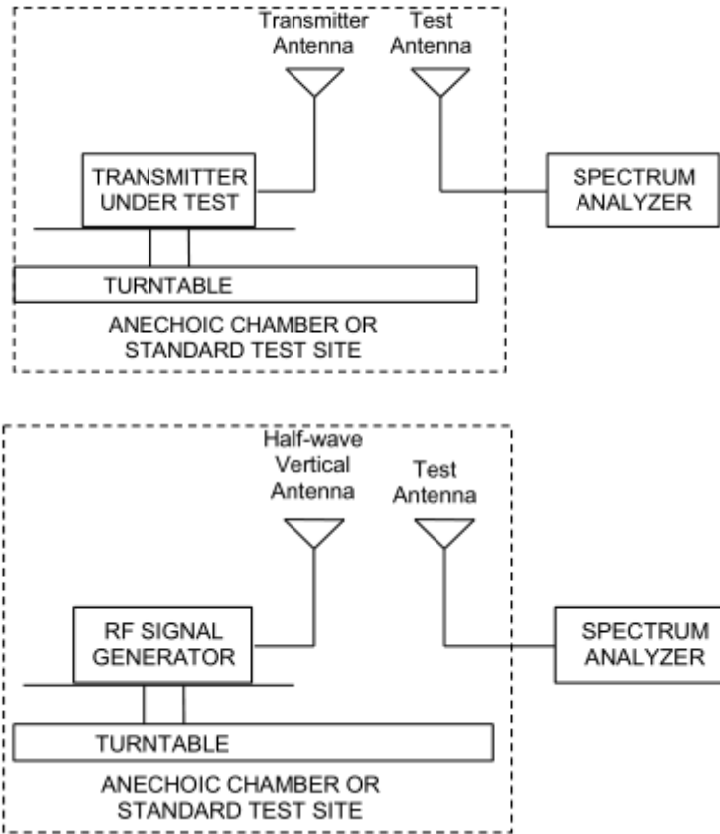 Transmitter
Antenna
Test
Antenna
TRANSMITTER
UNDER TEST
SPECTRUM
ANALYZER
TURNTABLE
ANECHOIC CHAMBER OR
STANDARD TEST SITE
Half-wave
Vertical
Antenna
Test
Antenna
RF SIGNAL
GENERATOR
SPECTRUM
ANALYZER
TURNTABLE
ANECHOIC CHAMBER OR
STANDARD TEST SITE